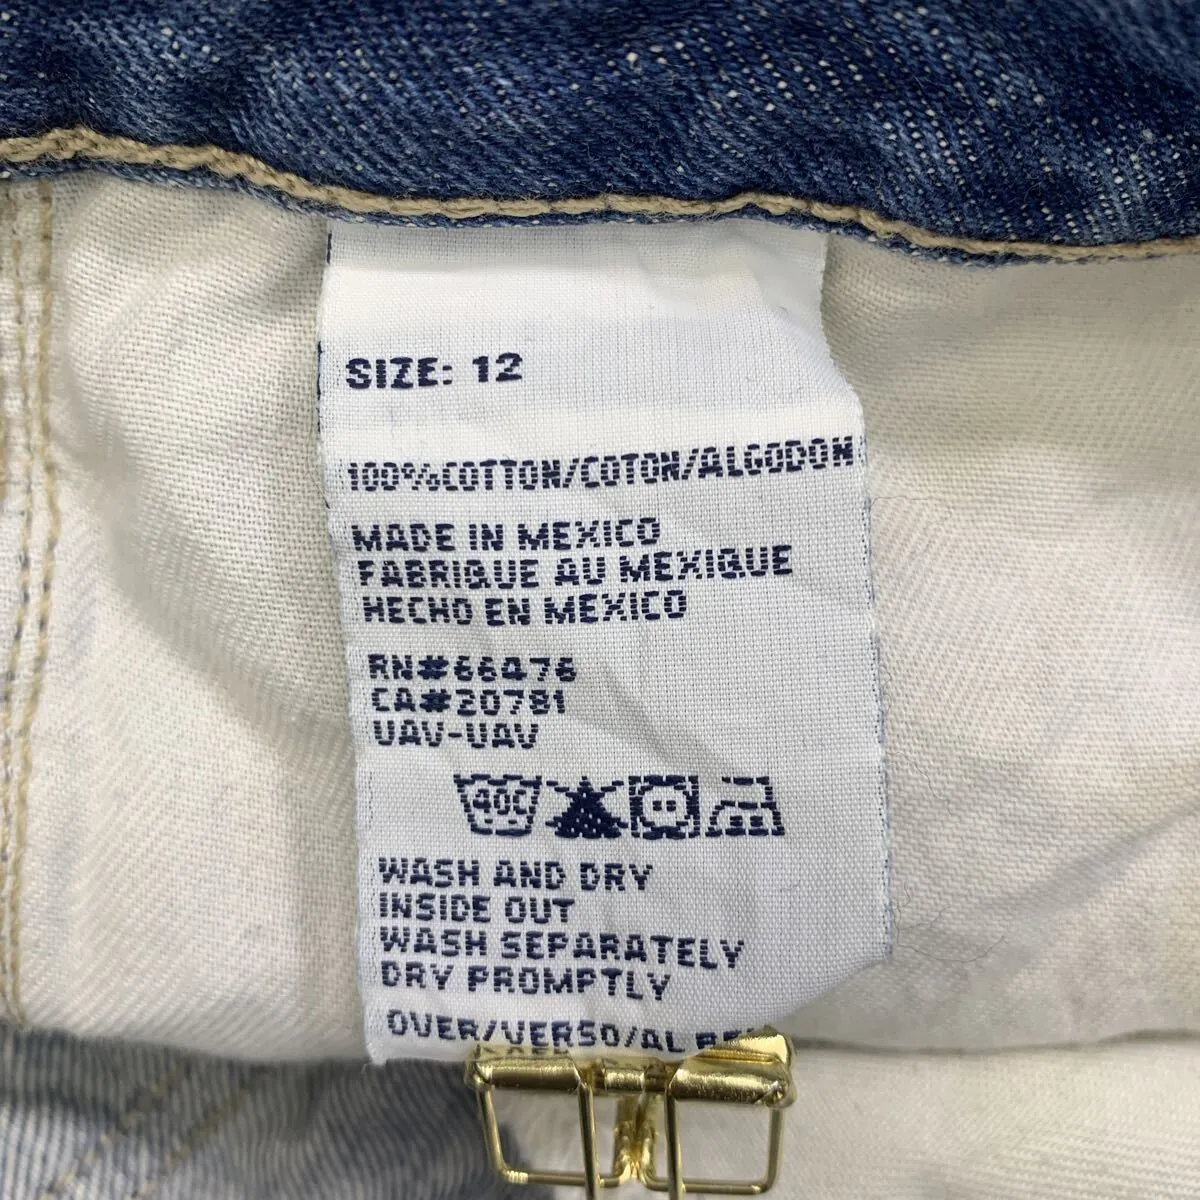 SIZE: 12
100%COTTON/COTON/ALGODON
MADE IN MEXICO
FABRIQUE AU MEXIQUE
HECHO EN MEXICO
RN#66476
CA#20781
UAV-UAV
40C
WASH AND DRY
INSIDE OUT
WASH SEPARATELY
DRY PROMPTLY
OVER/VERSO/AL